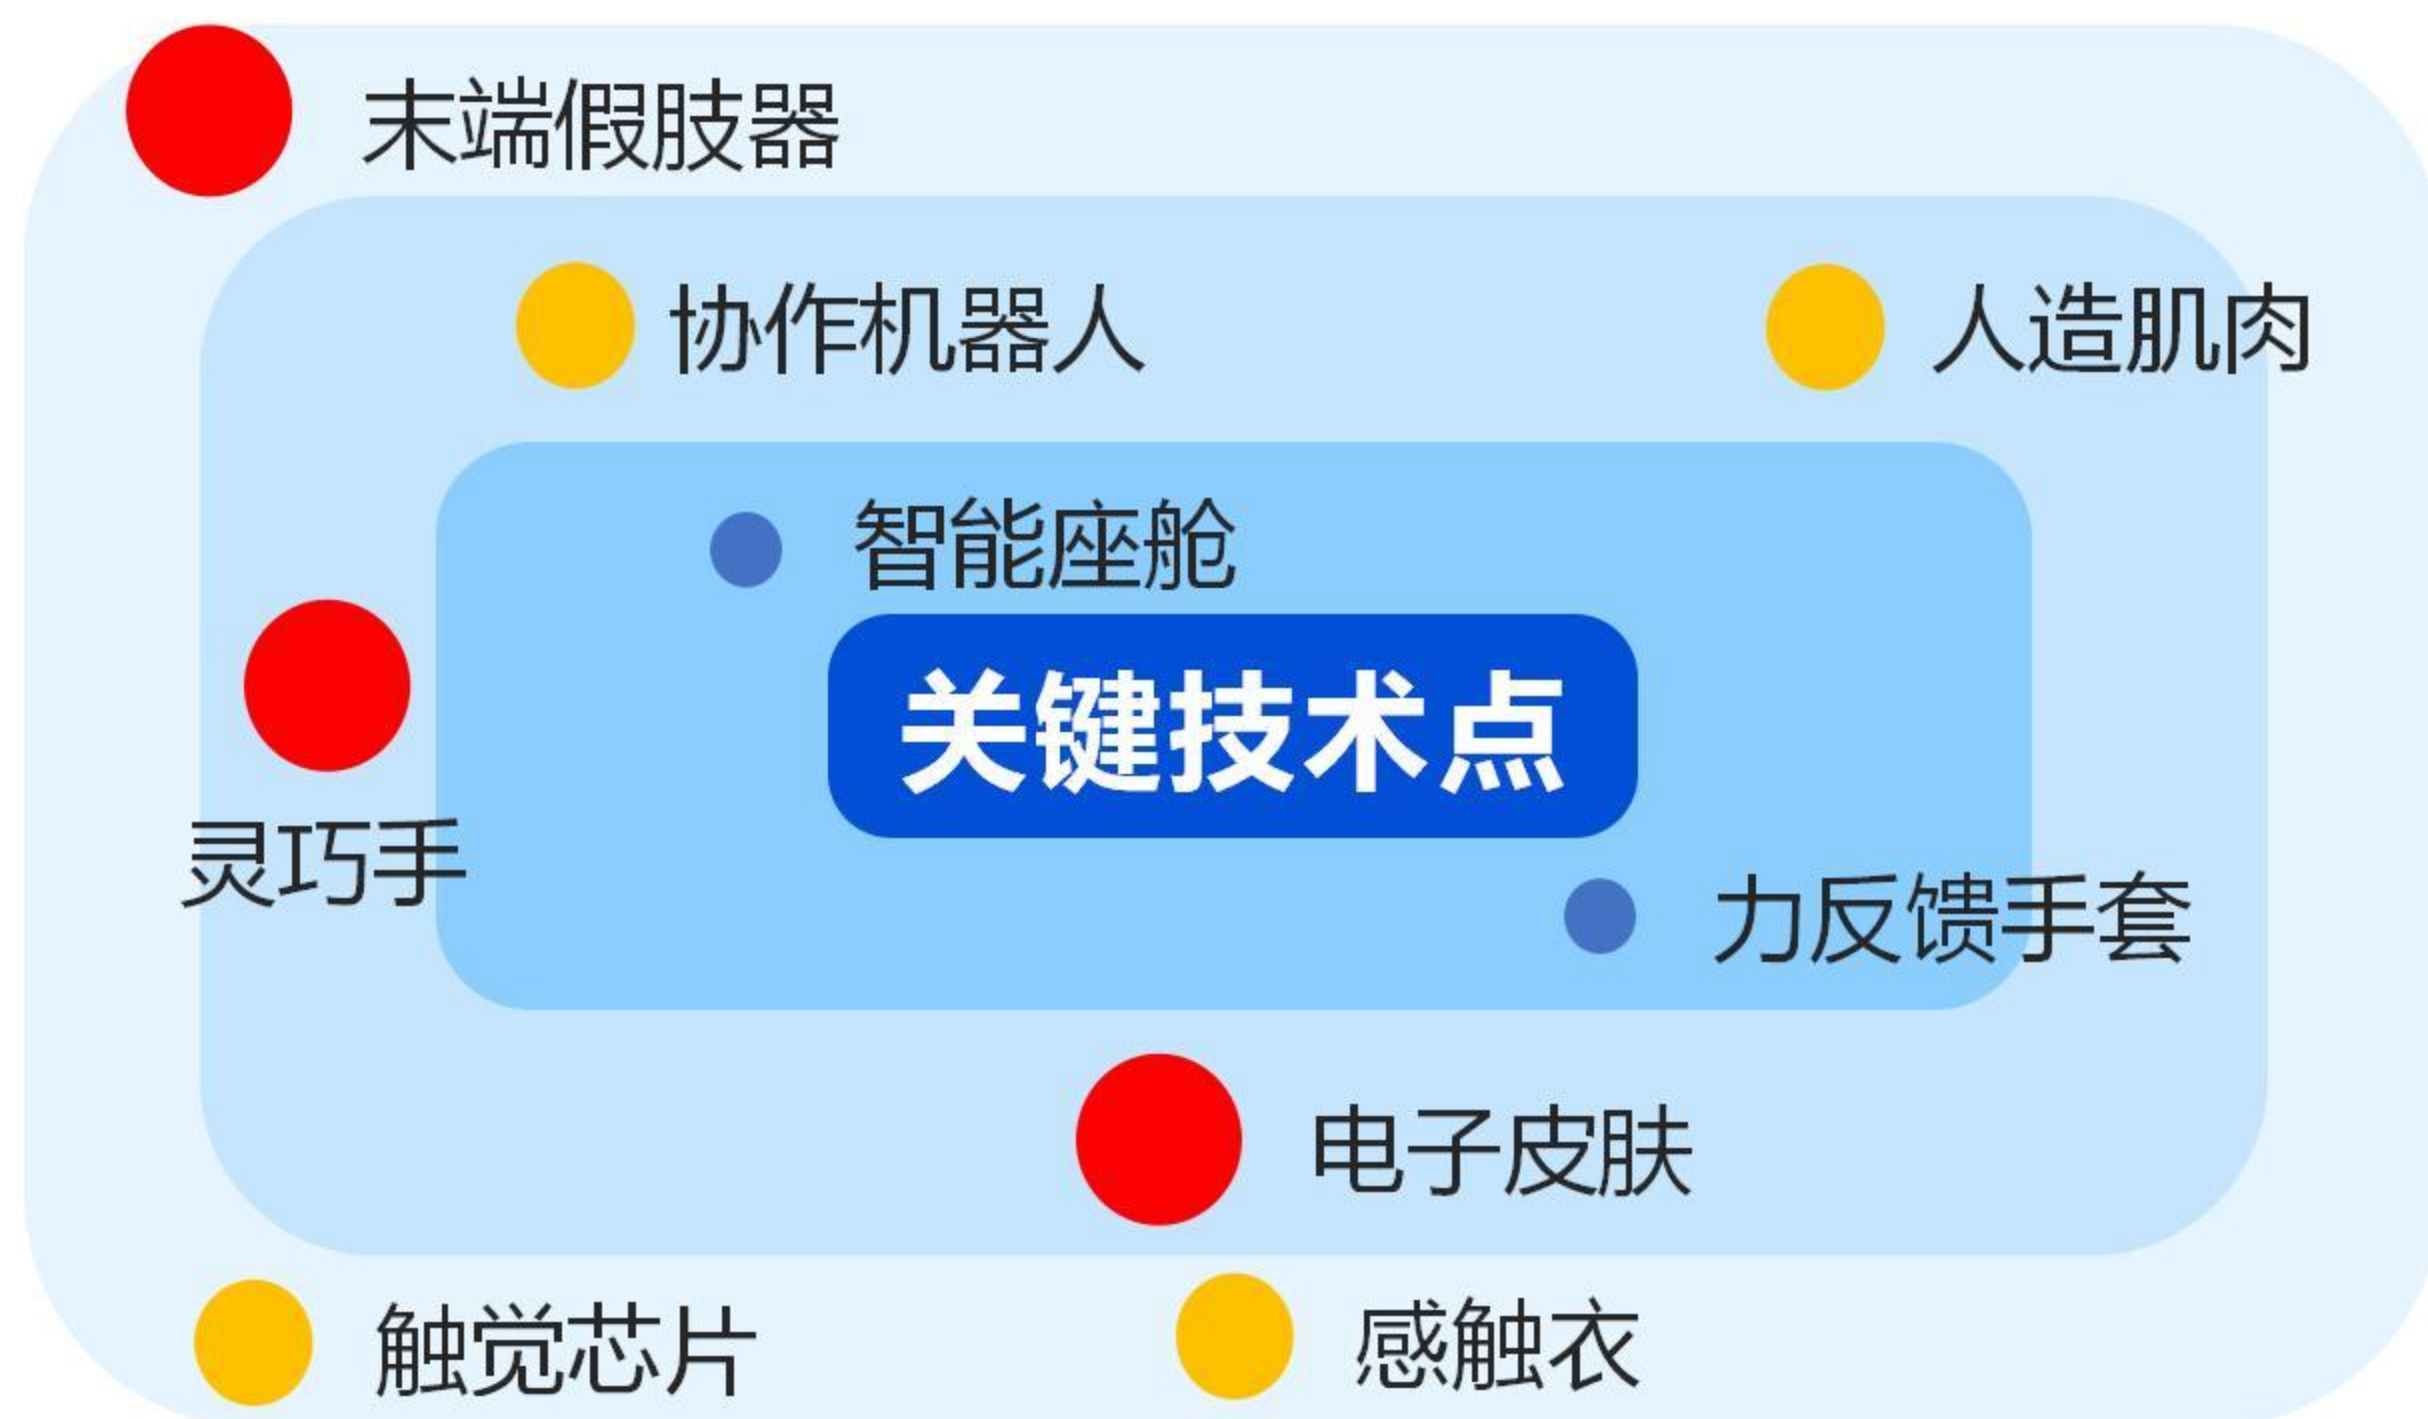 末端假肢器
协作机器人
人造肌肉
智能座舱
关键技术点
灵巧手
力反馈手套
电子皮肤
触觉芯片
感触衣